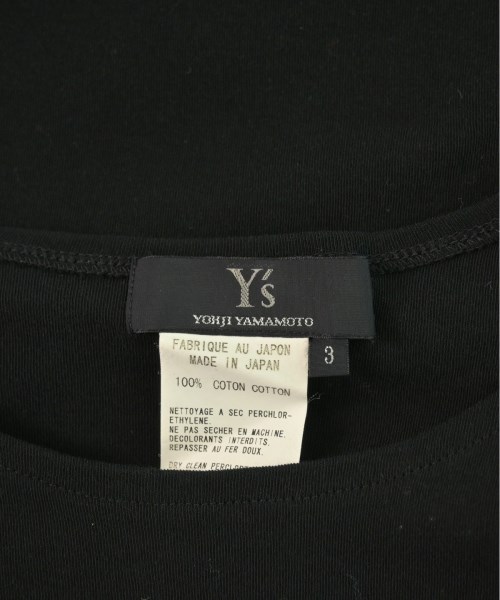 Y's
YOHJI YAMAMOTO
3
FABRIQUE AU JAPON
MADE IN JAPAN
100% COTON COTTON
NETTOYAGE A SEC PERCHLOR-
ETHYLENE.
NE PAS SECHER EN MACHINE.
DECOLORANTS INTERDITS.
REPASSER AU FER DOUX.
DRY CLEAN